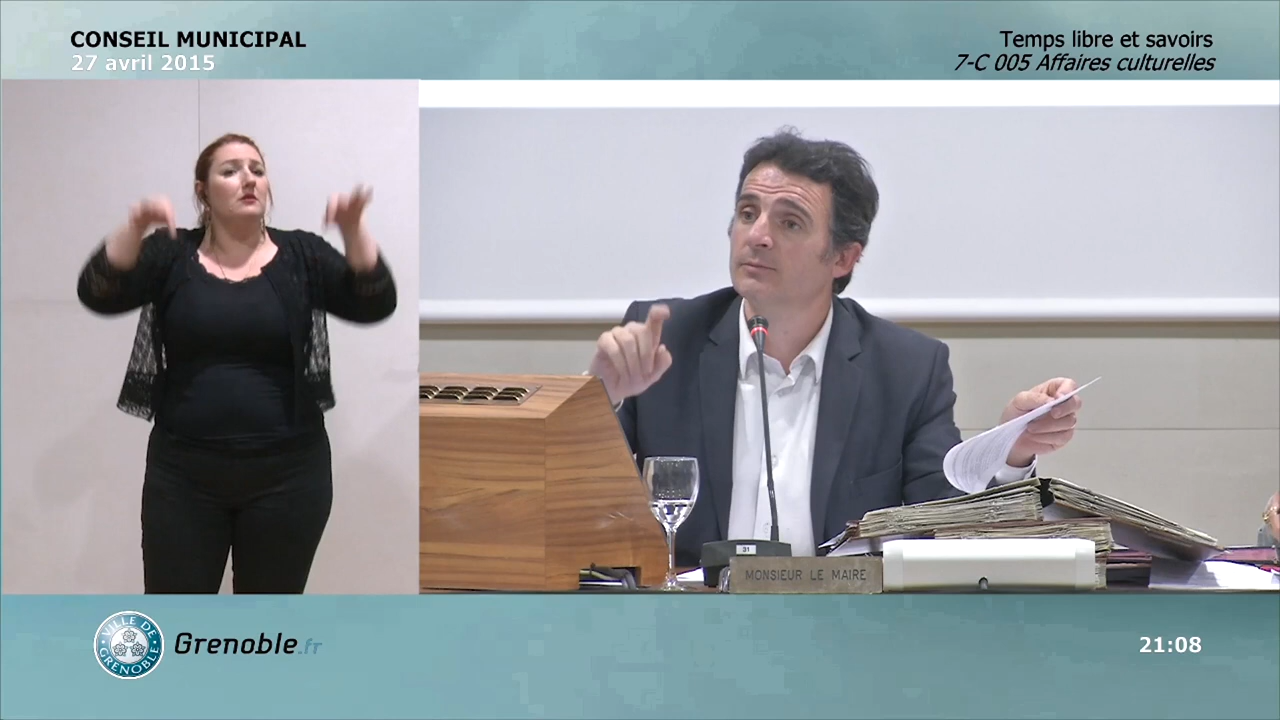 CONSEIL MUNICIPAL
27 avril 2015
Temps libre et savoirs
7-C 005 Affaires culturelles
31
MONSIEUR LE MAIRE
VILLE DE GRENOBLE
Grenoble.fr
21:08